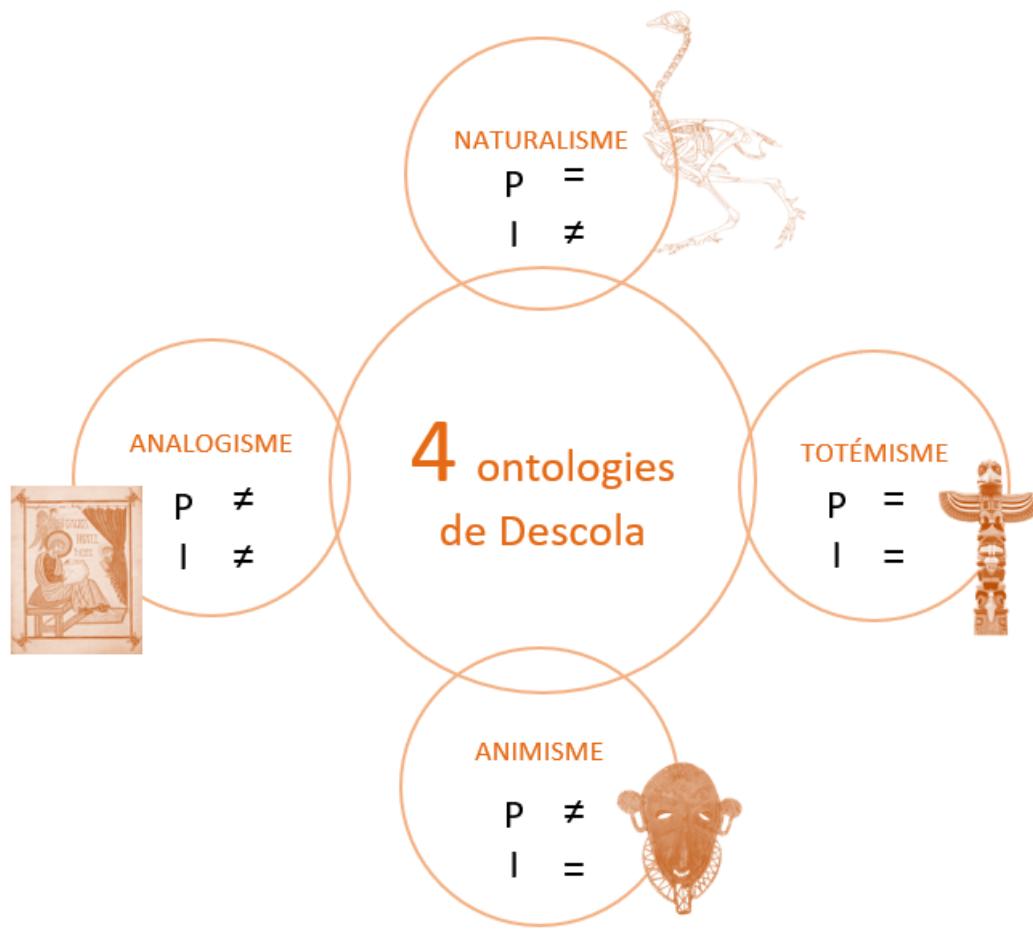 NATURALISME
P =
I ≠
ANALOGISME
P ≠
I ≠
4 ontologies
de Descola
TOTÉMISME
P =
I =
ANIMISME
P ≠
I =